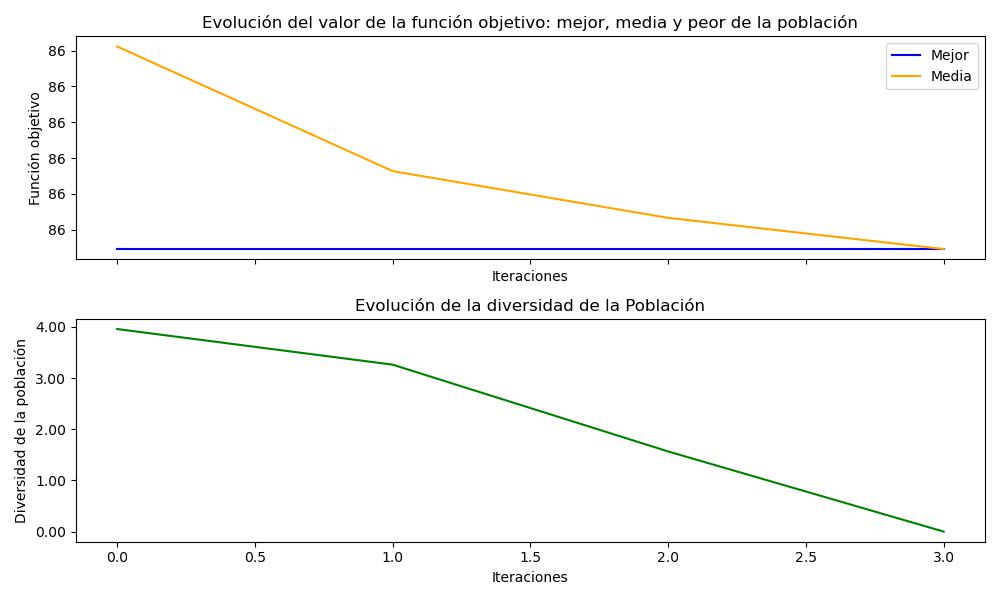 Evolución del valor de la función objetivo: mejor, media y peor de la población
86
86
86
86
86
86
Función objetivo
Mejor
Media
Iteraciones
Evolución de la diversidad de la Población
4.00
3.00
2.00
1.00
0.00
Diversidad de la población
0.0 0.5 1.0 1.5 2.0 2.5 3.0
Iteraciones